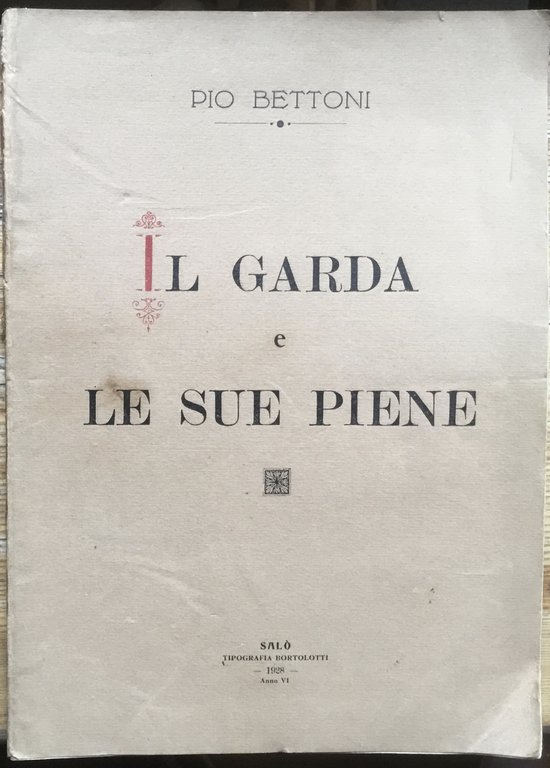 PIO BETTONI
IL GARDA
e
LE SUE PIENE
SALÒ
TIPOGRAFIA BORTOLOTTI
— 1928 —
Anno VI